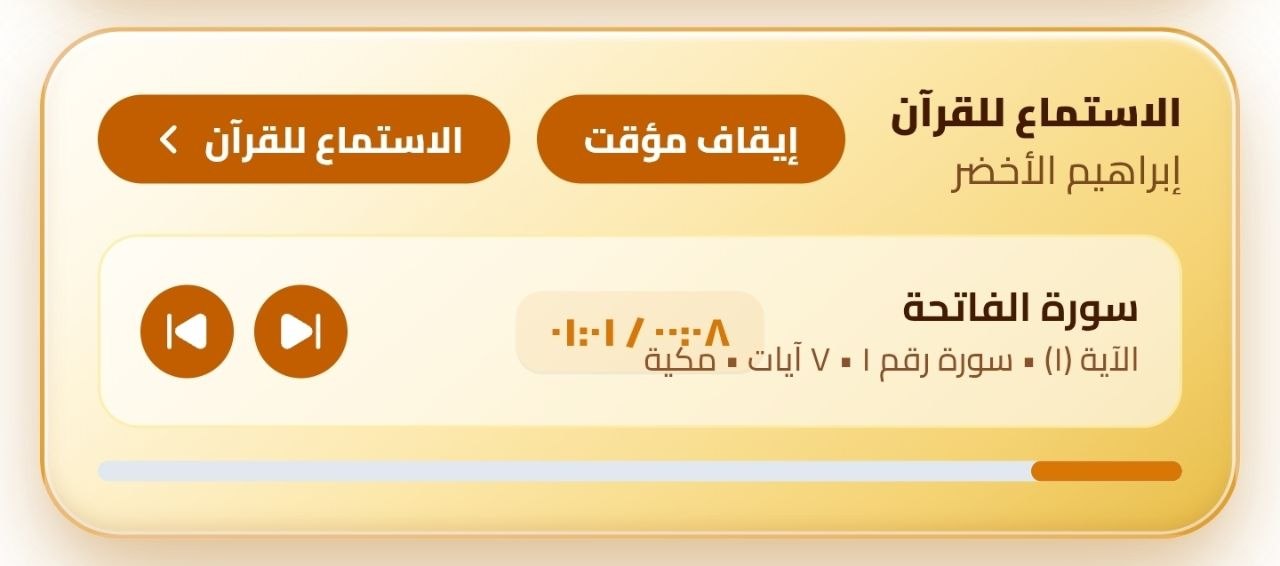 الاستماع للقرآن
إبراهيم الأخضر
إيقاف مؤقت
الاستماع للقرآن
سورة الفاتحة
الآية (١) ▪ سورة رقم ١ ▪ ٧ آيات ▪ مكية
٠٠:٠٨ / ٠١:٠١